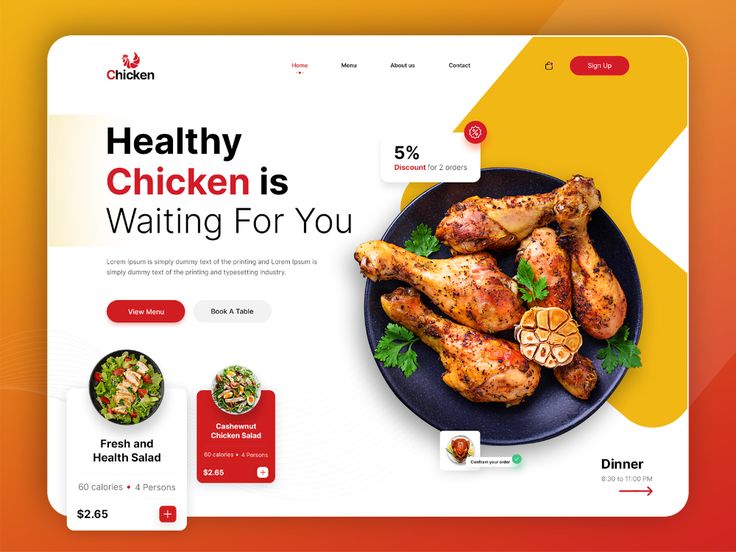 Chicken
Home
Menu
About us
Contact
Sign Up
Healthy
Chicken is
Waiting For You
5%
Discount for 2 orders
Lorem Ipsum is simply dummy text of the printing and Lorem Ipsum is
simply dummy text of the printing and typesetting industry.
View Menu
Book A Table
Fresh and
Health Salad
60 calories • 4 Persons
$2.65
Cashewnut
Chicken Salad
60 calories • 4 Persons
$2.65
Confram your order
Dinner
8:30 to 11:00 PM